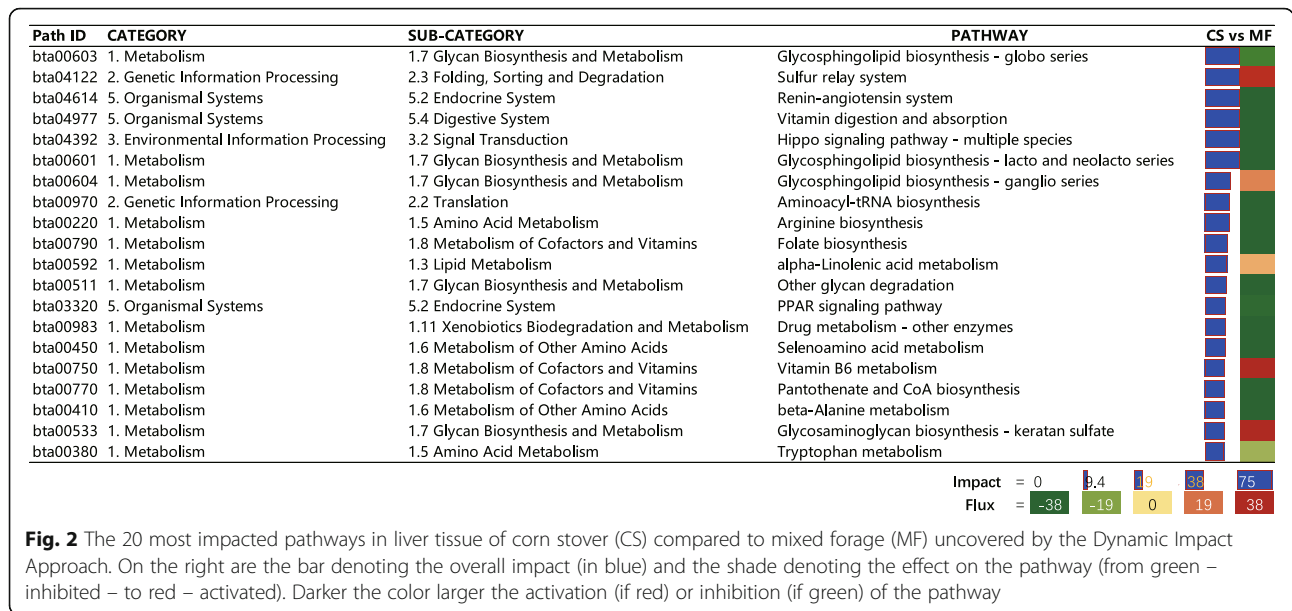 Path ID CATEGORY SUB-CATEGORY PATHWAY CS vs MF
bta00603 1. Metabolism 1.7 Glycan Biosynthesis and Metabolism Glycosphingolipid biosynthesis - globo series
bta04122 2. Genetic Information Processing 2.3 Folding, Sorting and Degradation Sulfur relay system
bta04614 5. Organismal Systems 5.2 Endocrine System Renin-angiotensin system
bta04977 5. Organismal Systems 5.4 Digestive System Vitamin digestion and absorption
bta04392 3. Environmental Information Processing 3.2 Signal Transduction Hippo signaling pathway - multiple species
bta00601 1. Metabolism 1.7 Glycan Biosynthesis and Metabolism Glycosphingolipid biosynthesis - lacto and neolacto series
bta00604 1. Metabolism 1.7 Glycan Biosynthesis and Metabolism Glycosphingolipid biosynthesis - ganglio series
bta00970 2. Genetic Information Processing 2.2 Translation Aminoacyl-tRNA biosynthesis
bta00220 1. Metabolism 1.5 Amino Acid Metabolism Arginine biosynthesis
bta00790 1. Metabolism 1.8 Metabolism of Cofactors and Vitamins Folate biosynthesis
bta00592 1. Metabolism 1.3 Lipid Metabolism alpha-Linolenic acid metabolism
bta00511 1. Metabolism 1.7 Glycan Biosynthesis and Metabolism Other glycan degradation
bta03320 5. Organismal Systems 5.2 Endocrine System PPAR signaling pathway
bta00983 1. Metabolism 1.11 Xenobiotics Biodegradation and Metabolism Drug metabolism - other enzymes
bta00450 1. Metabolism 1.6 Metabolism of Other Amino Acids Selenoamino acid metabolism
bta00750 1. Metabolism 1.8 Metabolism of Cofactors and Vitamins Vitamin B6 metabolism
bta00770 1. Metabolism 1.8 Metabolism of Cofactors and Vitamins Pantothenate and CoA biosynthesis
bta00410 1. Metabolism 1.6 Metabolism of Other Amino Acids beta-Alanine metabolism
bta00533 1. Metabolism 1.7 Glycan Biosynthesis and Metabolism Glycosaminoglycan biosynthesis - keratan sulfate
bta00380 1. Metabolism 1.5 Amino Acid Metabolism Tryptophan metabolism
Impact = 0 9.4 19 38 75
Flux = -38 -19 0 19 38
Fig. 2 The 20 most impacted pathways in liver tissue of corn stover (CS) compared to mixed forage (MF) uncovered by the Dynamic Impact
Approach. On the right are the bar denoting the overall impact (in blue) and the shade denoting the effect on the pathway (from green –
inhibited – to red – activated). Darker the color larger the activation (if red) or inhibition (if green) of the pathway